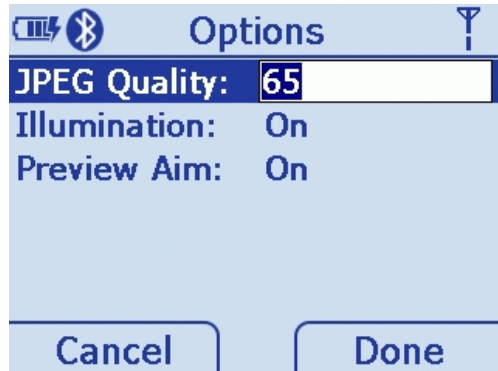 Options
JPEG Quality: 65
Illumination: On
Preview Aim: On
Cancel Done